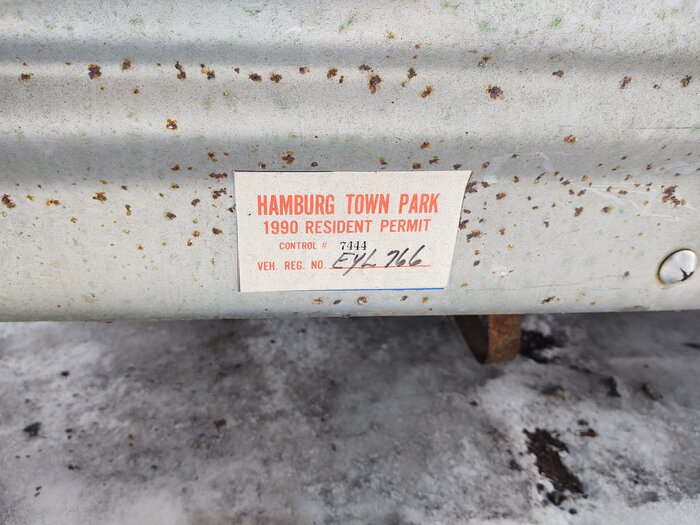 HAMBURG TOWN PARK
1990 RESIDENT PERMIT
CONTROL # 7444
VEH. REG. NO. EYL 766